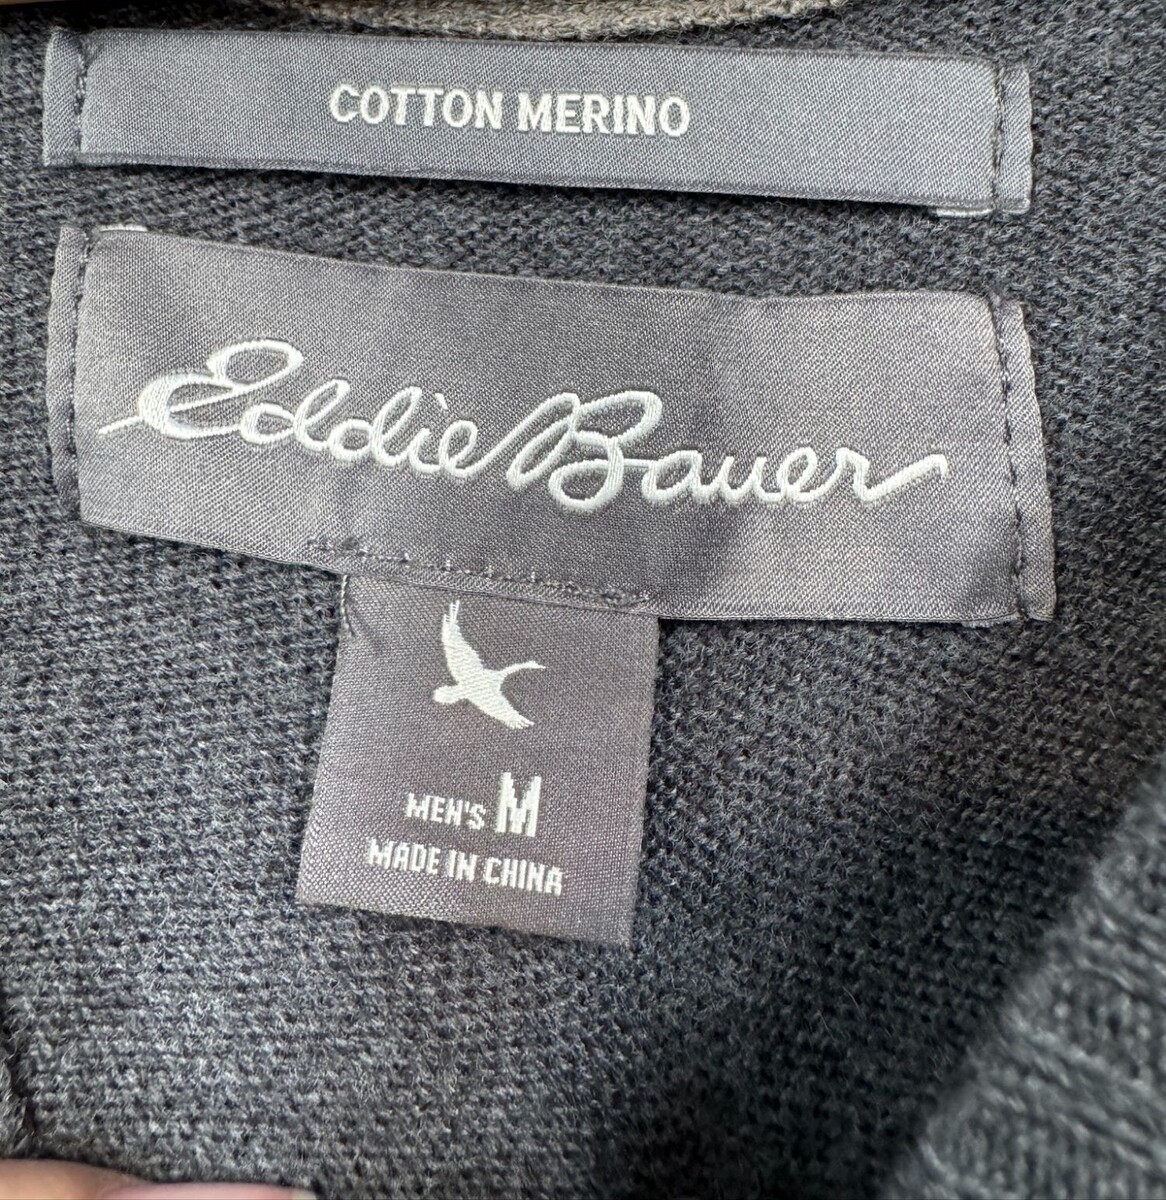 COTTON MERINO
Eddie Bauer
MEN'S M
MADE IN CHINA